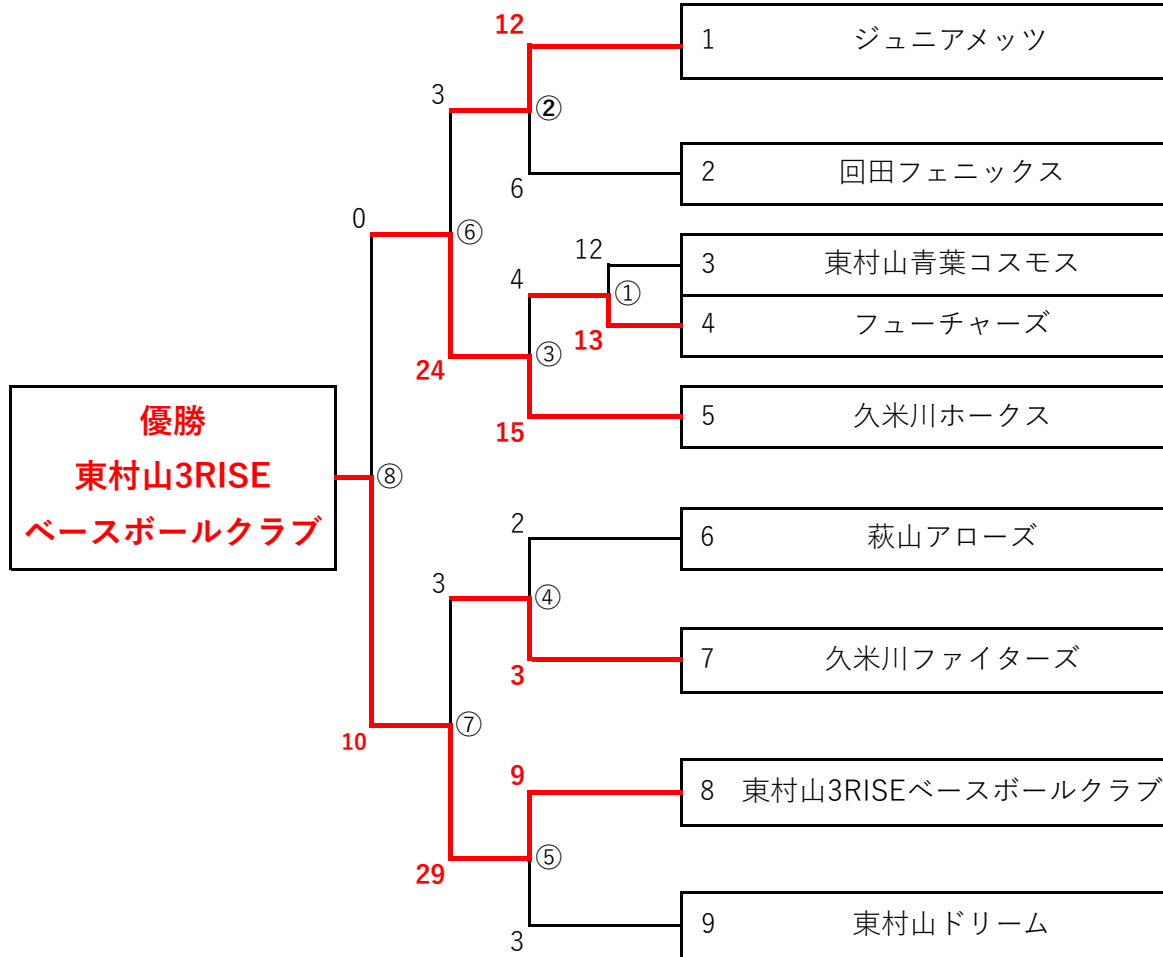 12
1 ジュニアメッツ
3
②
6
2 回田フェニックス
0
⑥
12
3 東村山青葉コスモス
4
①
13
4 フューチャーズ
③
24
15
5 久米川ホークス
優勝
東村山3RISE
ベースボールクラブ
⑧
2
6 萩山アローズ
3
④
3
7 久米川ファイターズ
⑦
10
9
8 東村山3RISEベースボールクラブ
29
⑤
3
9 東村山ドリーム